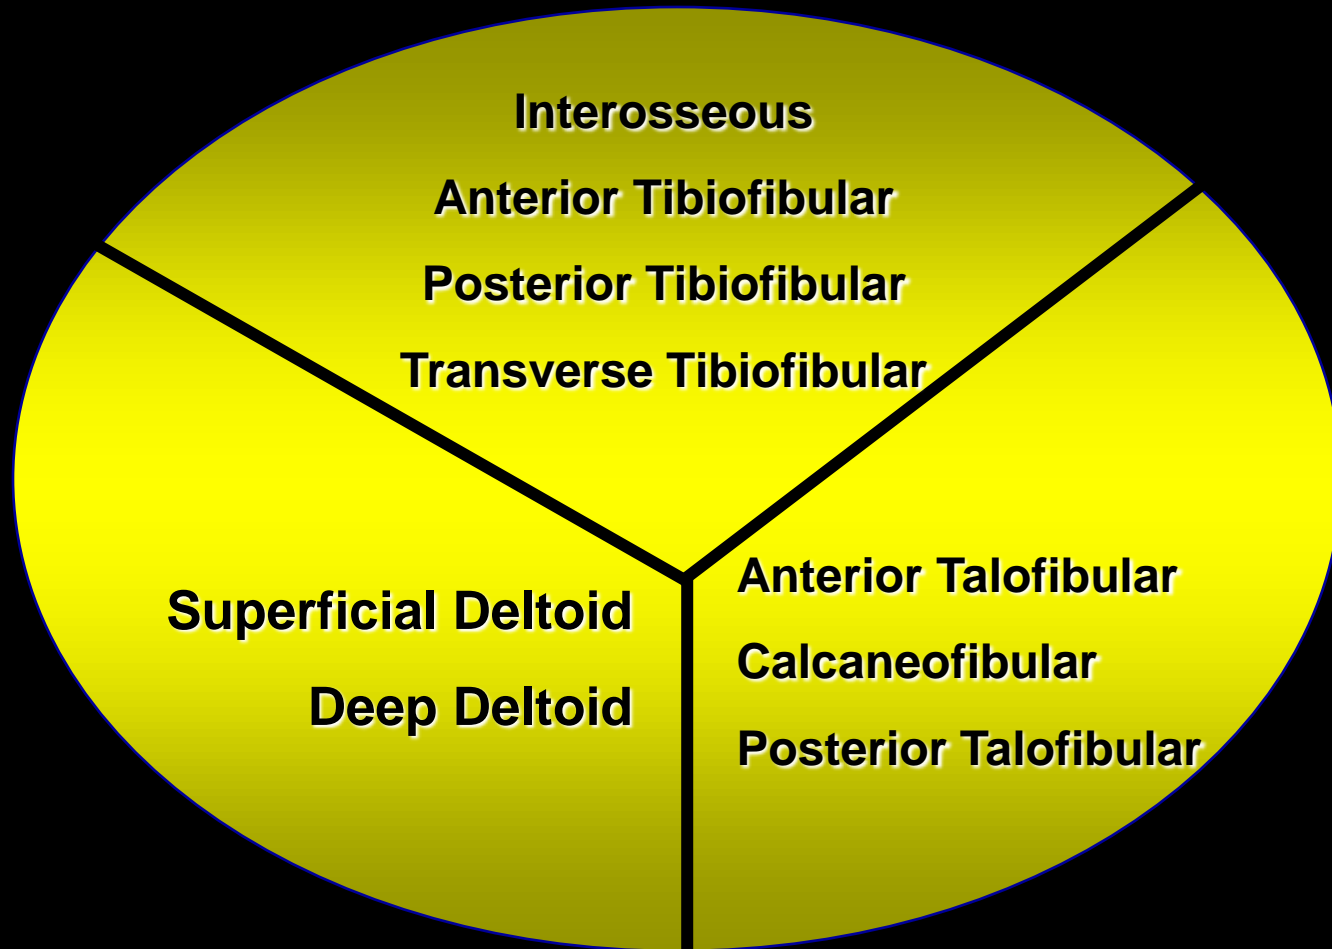 Interosseous
Anterior Tibiofibular
Posterior Tibiofibular
Transverse Tibiofibular
Superficial Deltoid
Deep Deltoid
Anterior Talofibular
Calcaneofibular
Posterior Talofibular